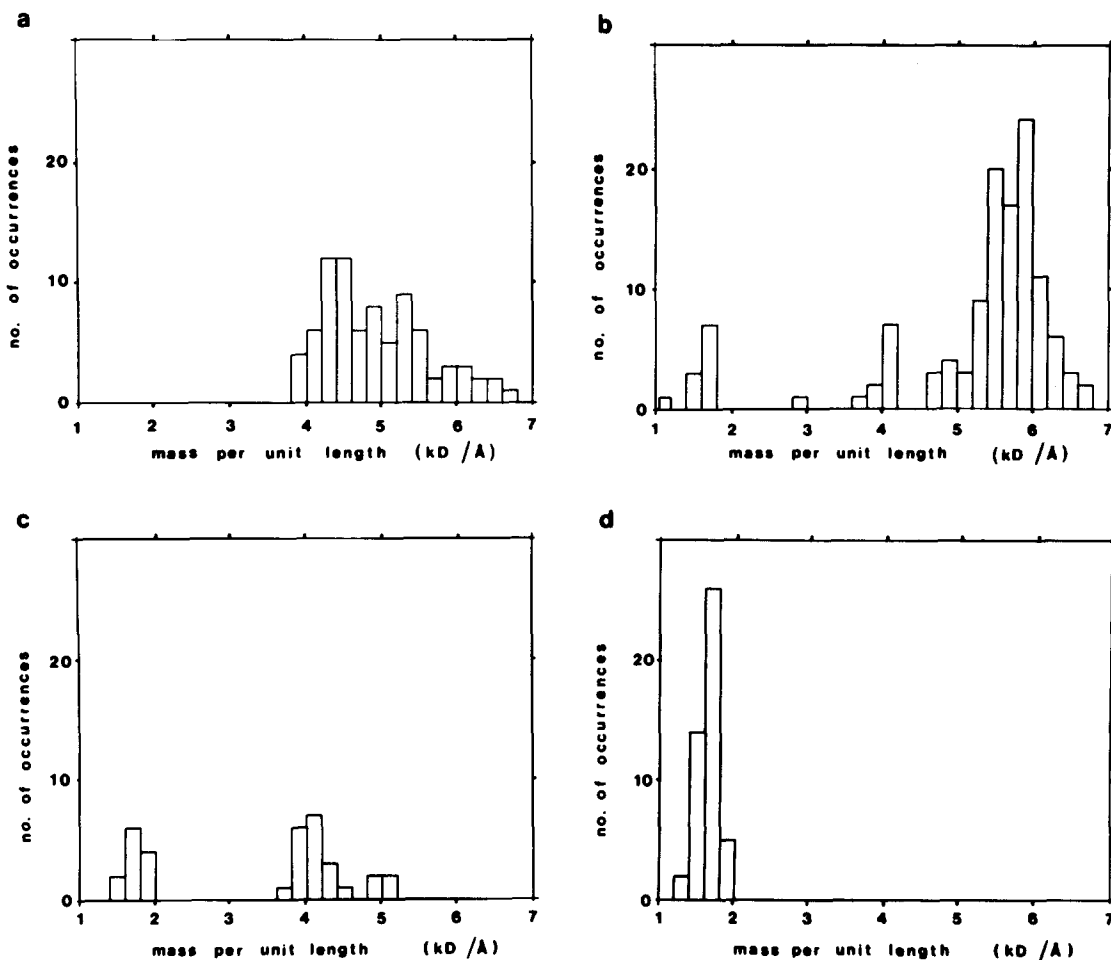 a
20
10
0
no. of occurrences
1 2 3 4 5 6 7
mass per unit length (kD /Å)
b
20
10
0
no. of occurrences
1 2 3 4 5 6 7
mass per unit length (kD /Å)
c
20
10
0
no. of occurrences
1 2 3 4 5 6 7
mass per unit length (kD /Å)
d
20
10
0
no. of occurrences
1 2 3 4 5 6 7
mass per unit length (kD /Å)